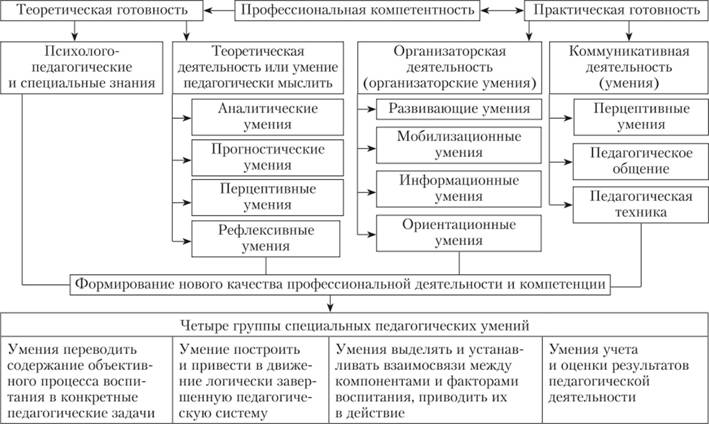 Теоретическая готовность
Профессиональная компетентность
Практическая готовность
Психолого-
педагогические
и специальные знания
Теоретическая
деятельность или умение
педагогически мыслить
Аналитические
умения
Прогностические
умения
Перцептивные
умения
Рефлексивные
умения
Организаторская
деятельность
(организаторские умения)
Развивающие умения
Мобилизационные
умения
Информационные
умения
Ориентационные
умения
Коммуникативная
деятельность
(умения)
Перцептивные
умения
Педагогическое
общение
Педагогическая
техника
Формирование нового качества профессиональной деятельности и компетенции
Четыре группы специальных педагогических умений
Умения переводить
содержание объектив-
ного процесса воспи-
тания в конкретные
педагогические задачи
Умение построить
и привести в движе-
ние логически завер-
шенную педагогиче-
скую систему
Умения выделять и устанав-
ливать взаимосвязи между
компонентами и факторами
воспитания, приводить их
в действие
Умения учета
и оценки результатов
педагогической
деятельности